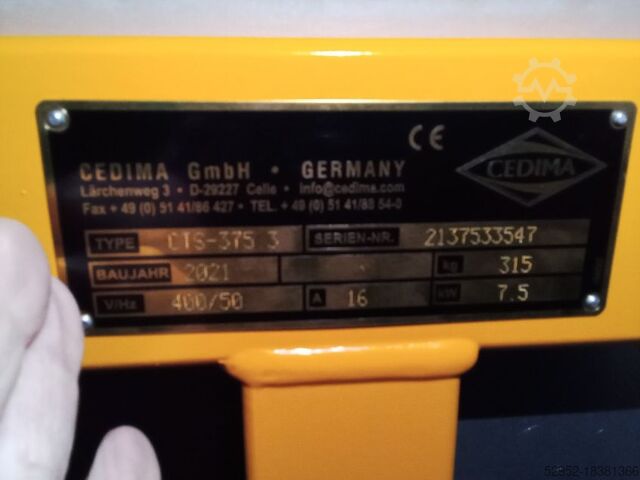 CE
CEDIMA
CEDIMA GmbH • GERMANY
Lärchenweg 3 • D-29227 Celle • info@cedima.com
Fax + 49 (0) 51 41/86 427 • TEL. + 49 (0) 51 41/88 54-0
TYPE CTS-375 3 SERIEN-NR. 2137533547
BAUJAHR 2021 kg 315
V/Hz 400/50 A 16 kW 7.5
52952-18381366